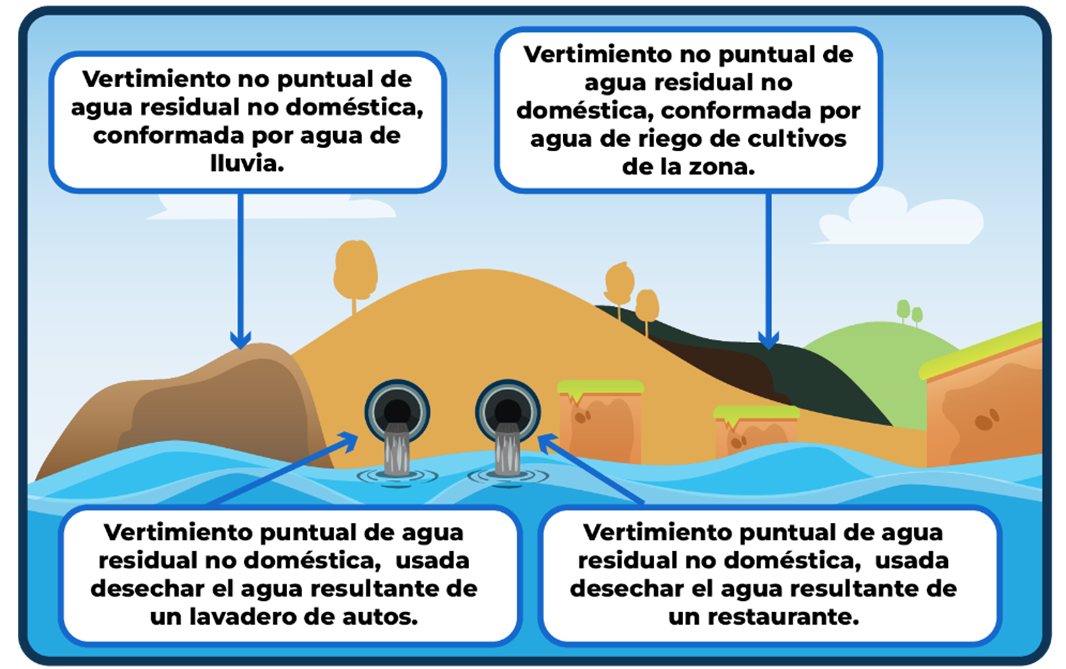 Vertimiento no puntual de
agua residual no doméstica,
conformada por agua de
lluvia.
Vertimiento no puntual de
agua residual no
doméstica, conformada por
agua de riego de cultivos
de la zona.
Vertimiento puntual de agua
residual no doméstica,  usada
desechar el agua resultante de
un lavadero de autos.
Vertimiento puntual de agua
residual no doméstica,  usada
desechar el agua resultante de
un restaurante.